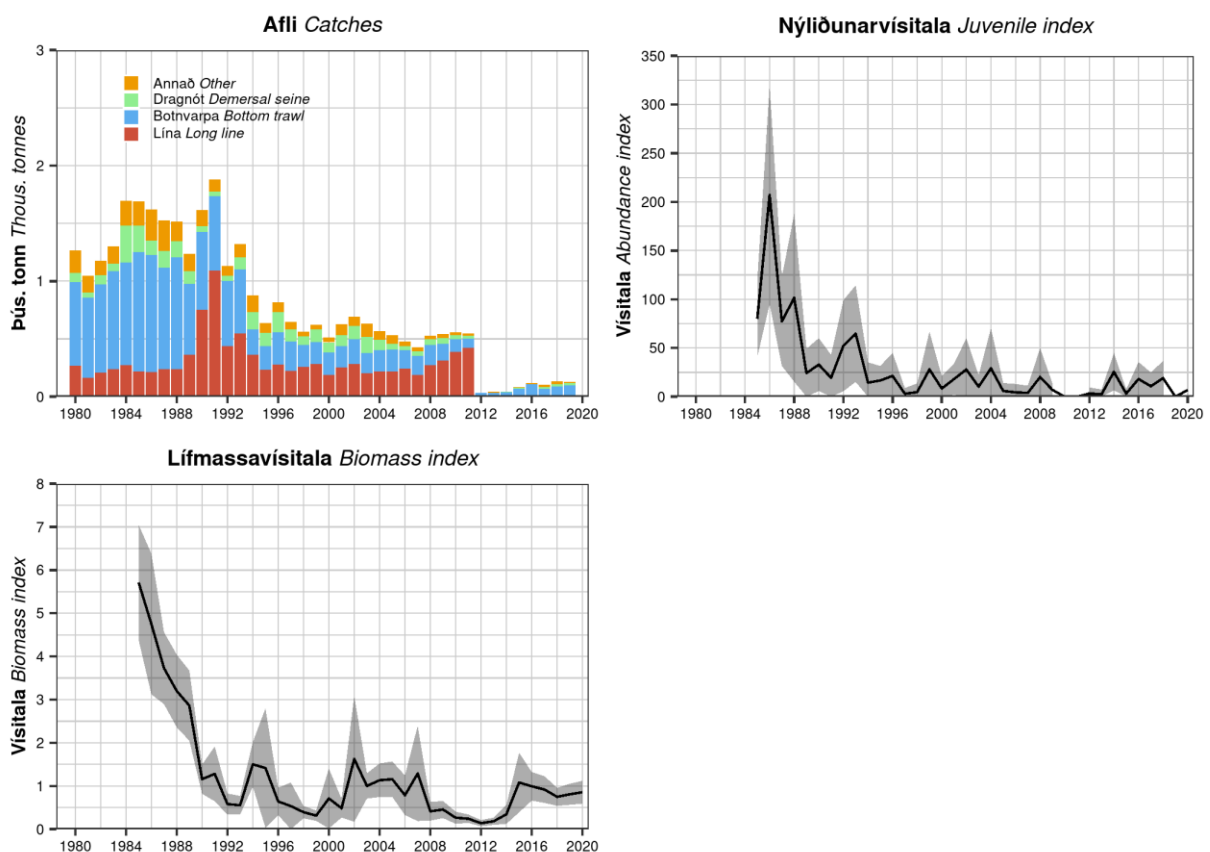 Afli Catches
Þús. tonn Thous. tonnes
3
2
1
0
Annað Other
Dragnót Demersal seine
Botnvarpa Bottom trawl
Lína Long line
1980 1984 1988 1992 1996 2000 2004 2008 2012 2016 2020
Nýliðunarvísitala Juvenile index
Vísitala Abundance index
350
300
250
200
150
100
50
0
1980 1984 1988 1992 1996 2000 2004 2008 2012 2016 2020
Lífmassavísitala Biomass index
Vísitala Biomass index
8
7
6
5
4
3
2
1
0
1980 1984 1988 1992 1996 2000 2004 2008 2012 2016 2020